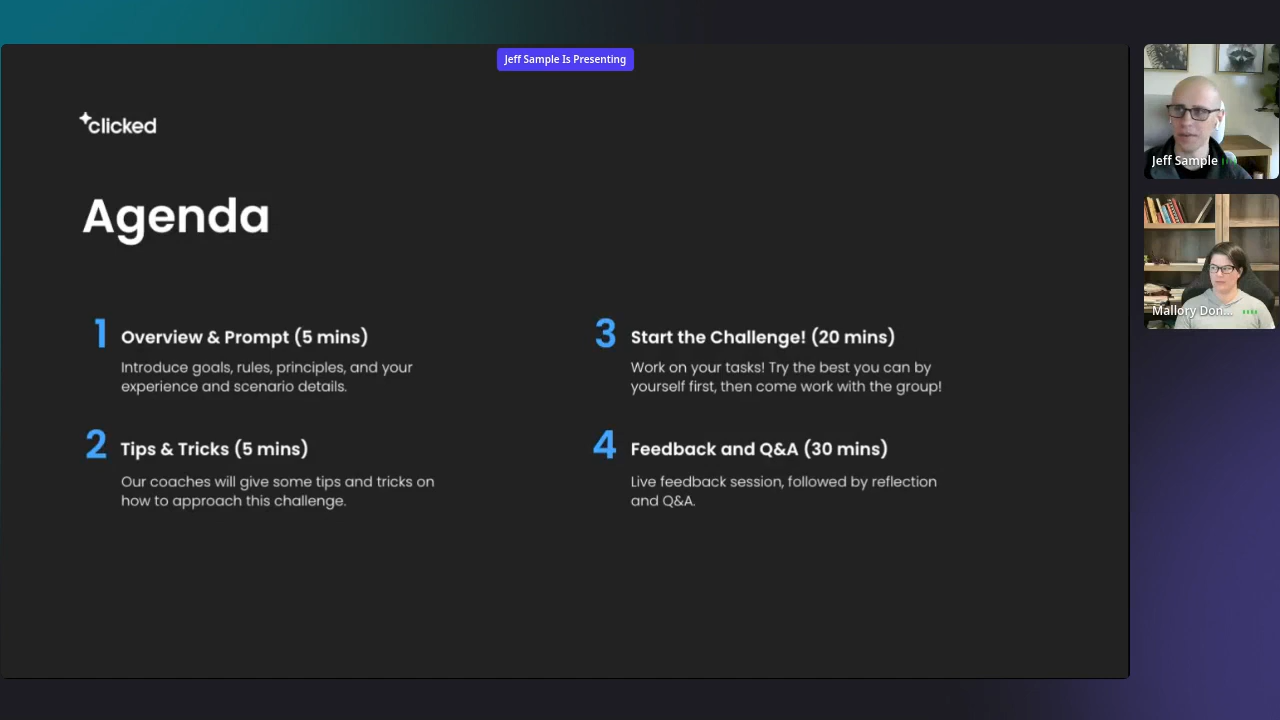 Jeff Sample Is Presenting
clicked
Agenda
1 Overview & Prompt (5 mins)
Introduce goals, rules, principles, and your
experience and scenario details.
2 Tips & Tricks (5 mins)
Our coaches will give some tips and tricks on
how to approach this challenge.
3 Start the Challenge! (20 mins)
Work on your tasks! Try the best you can by
yourself first, then come work with the group!
4 Feedback and Q&A (30 mins)
Live feedback session, followed by reflection
and Q&A.
Jeff Sample
Mallory Don...